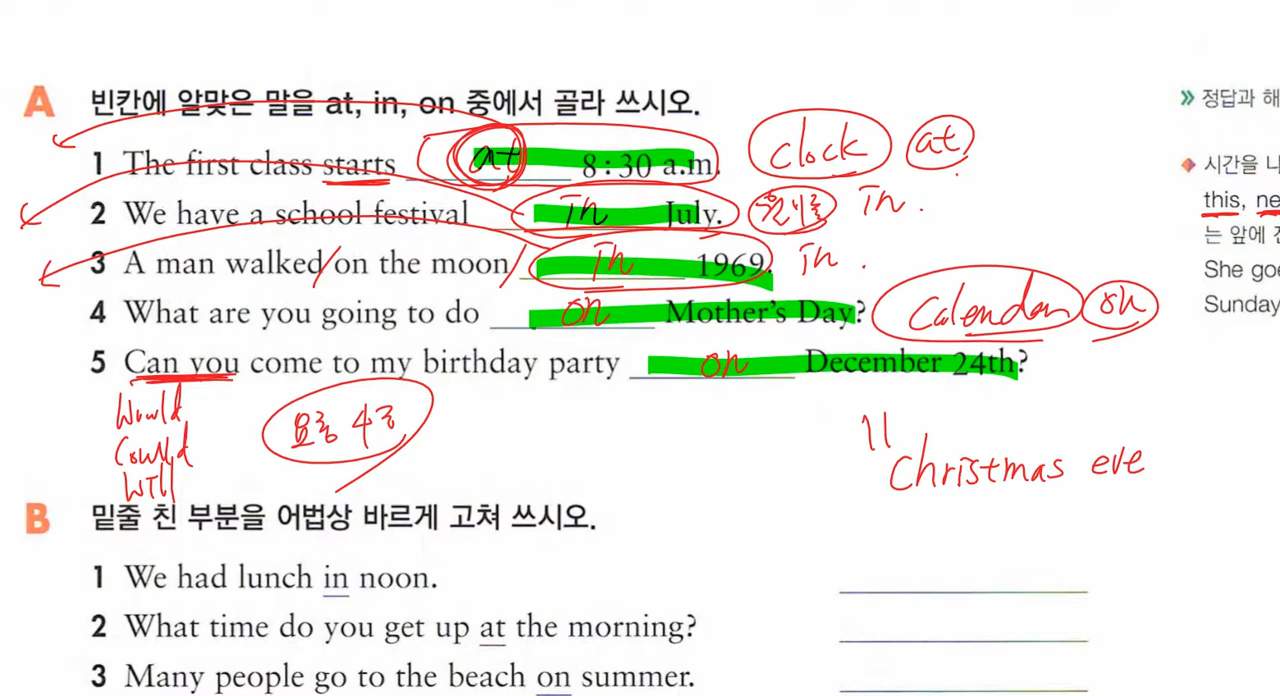 A 빈칸에 알맞은 말을 at, in, on 중에서 골라 쓰시오.
» 정답과 해
1 The first class starts at 8:30 a.m. clock at
시간을 나
this, ne
2 We have a school festival in July. in.
는 앞에 전
3 A man walked/on the moon/ in 1969. in.
She goe
4 What are you going to do on Mother's Day? Calendar on
Sunday
5 Can you come to my birthday party on December 24th?
Would
Could
Will
요청
" Christmas eve
B 밑줄 친 부분을 어법상 바르게 고쳐 쓰시오.
1 We had lunch in noon.
2 What time do you get up at the morning?
3 Many people go to the beach on summer.